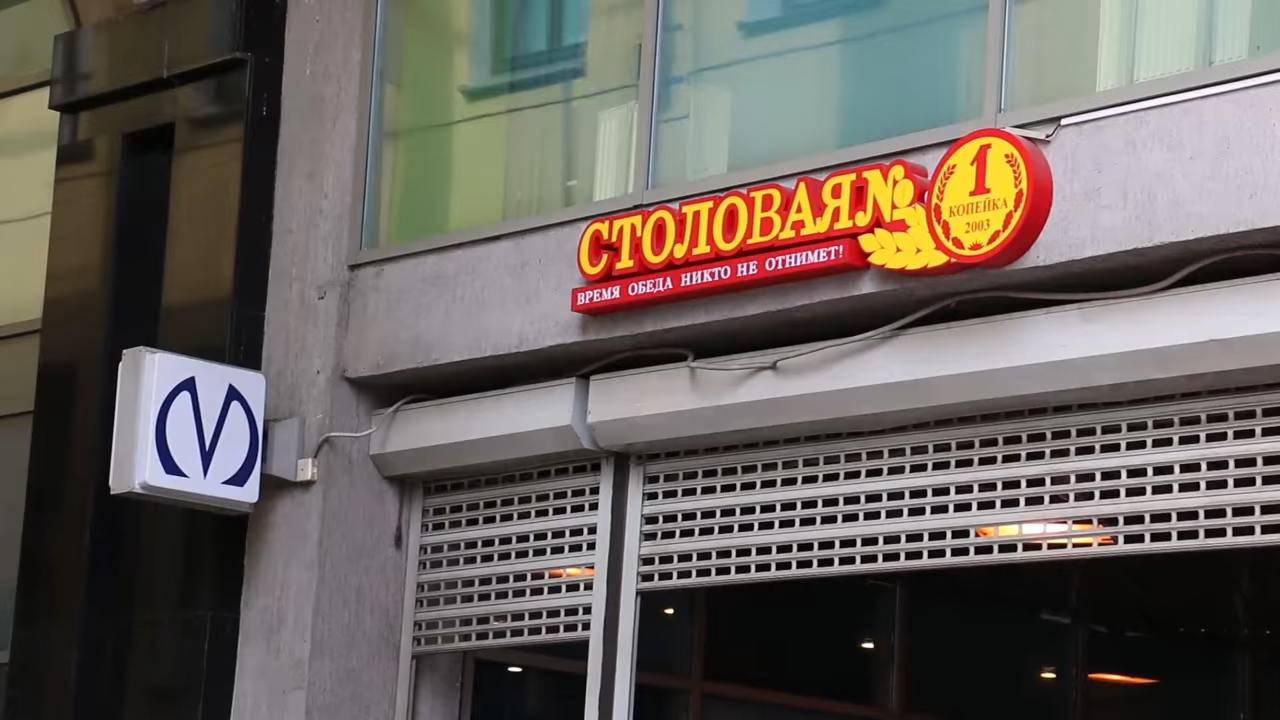 СТОЛОВАЯ№ 1
КОПЕЙКА
2003
ВРЕМЯ ОБЕДА НИКТО НЕ ОТНИМЕТ!
М